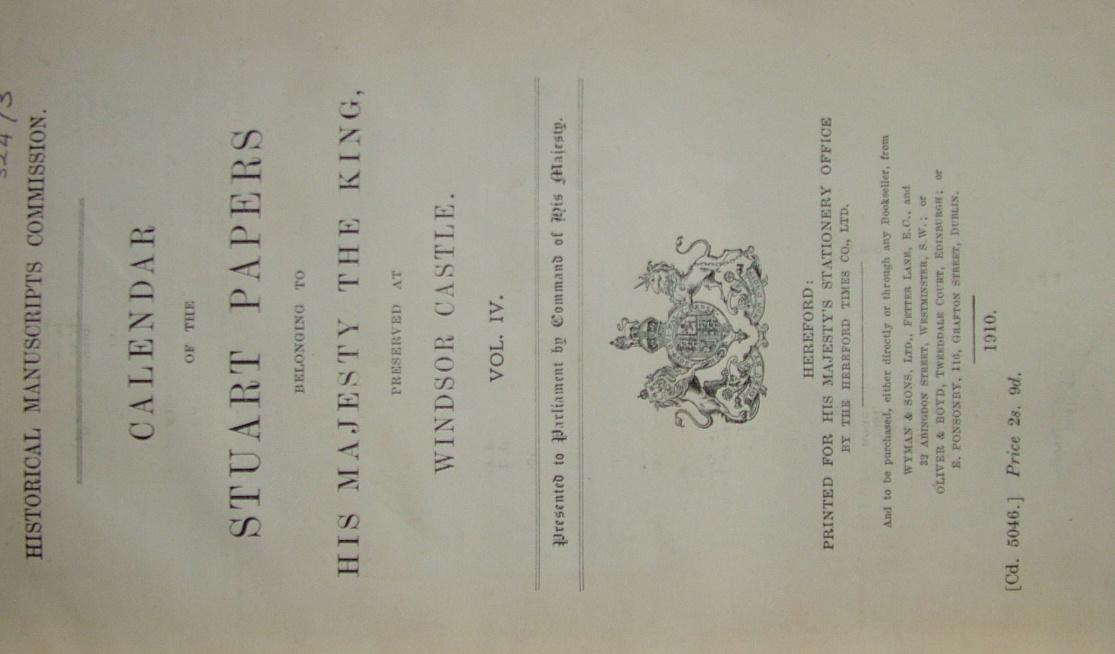 HISTORICAL MANUSCRIPTS COMMISSION.
CALENDAR
OF THE
STUART PAPERS
BELONGING TO
HIS MAJESTY THE KING,
PRESERVED AT
WINDSOR CASTLE.
VOL. IV.
Presented to Parliament by Command of His Majesty.
HEREFORD:
PRINTED FOR HIS MAJESTY'S STATIONERY OFFICE
BY THE HEREFORD TIMES CO., LTD.
And to be purchased, either directly or through any Bookseller, from
WYMAN & SONS, LTD., FETTER LANE, E.C., and
32 ABINGDON STREET, WESTMINSTER, S.W.; or
OLIVER & BOYD, TWEEDDALE COURT, EDINBURGH; or
E. PONSONBY, 116, GRAFTON STREET, DUBLIN.
1910.
[Cd. 5046.] Price 2s. 9d.